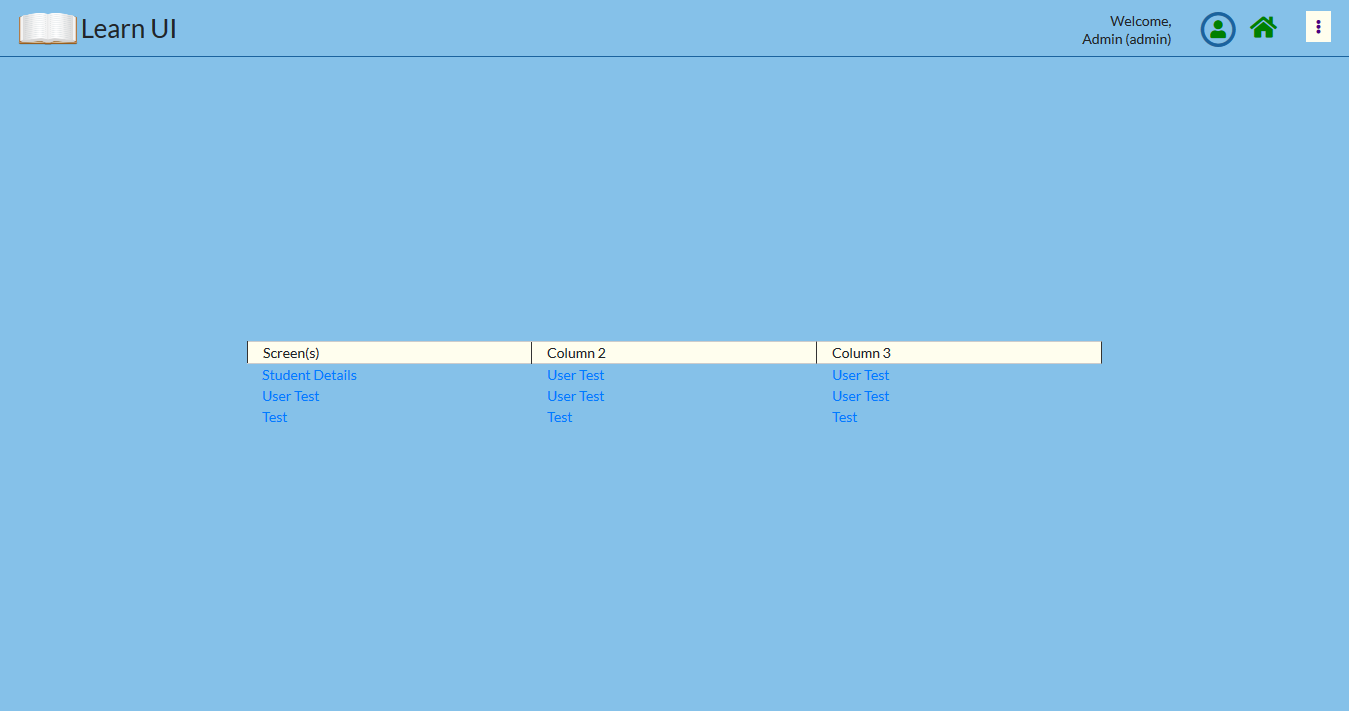 Learn UI
Welcome,
Admin (admin)
Screen(s) Column 2 Column 3
Student Details User Test User Test
User Test User Test User Test
Test Test Test